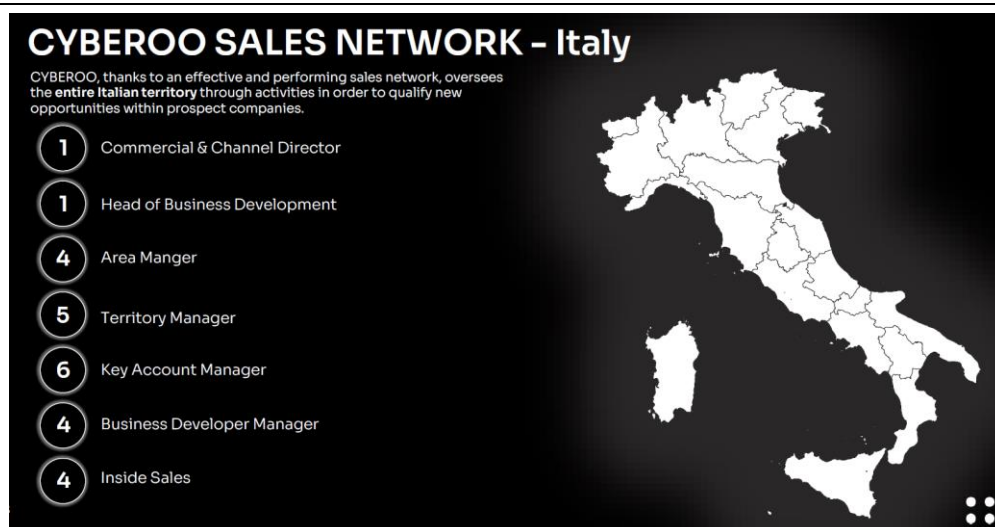 CYBEROO SALES NETWORK - Italy
CYBEROO, thanks to an effective and performing sales network, oversees
the entire Italian territory through activities in order to qualify new
opportunities within prospect companies.
1 Commercial & Channel Director
1 Head of Business Development
4 Area Manger
5 Territory Manager
6 Key Account Manager
4 Business Developer Manager
4 Inside Sales